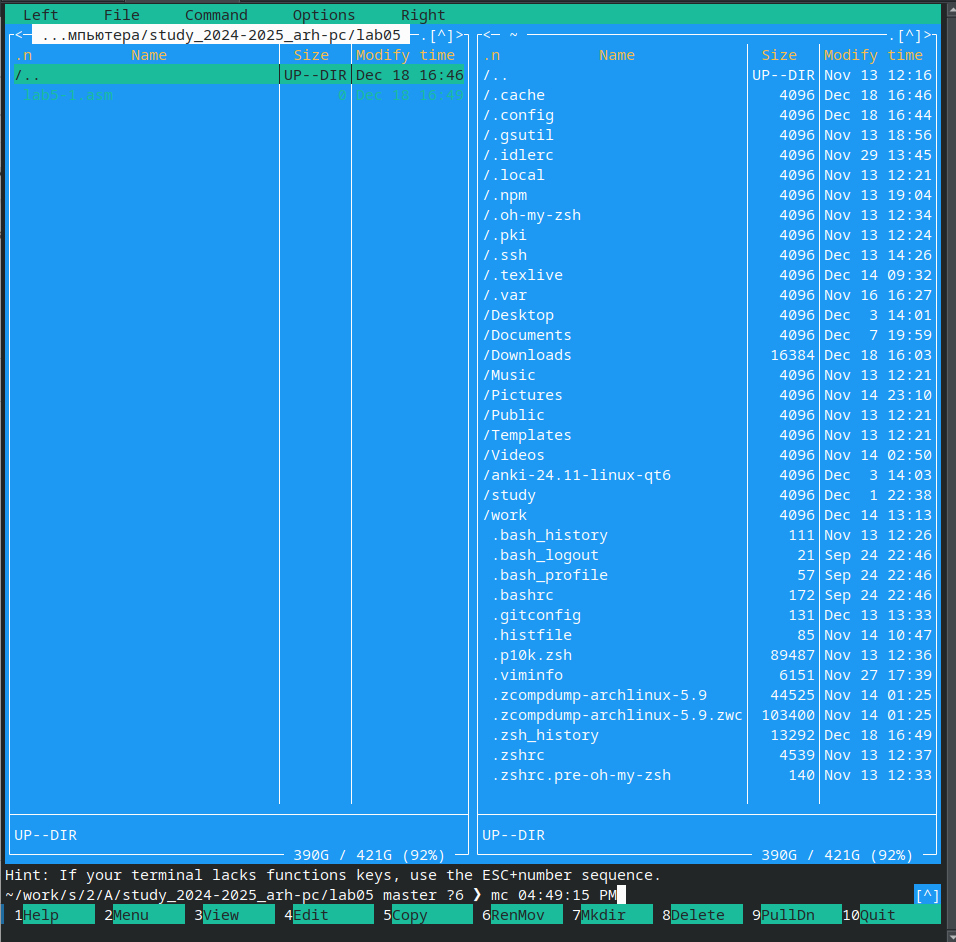 Left File Command Options Right
<─ ...мпьютера/study_2024-2025_arh-pc/lab05 ─.[^]>
.n Name Size Modify time
/.. UP--DIR Dec 18 16:46
lab5-1.asm 0 Dec 18 16:49
UP--DIR
390G / 421G (92%)
<─ ~ .[^]>
.n Name Size Modify time
/.. UP--DIR Nov 13 12:16
/.cache 4096 Dec 18 16:46
/.config 4096 Dec 18 16:44
/.gsutil 4096 Nov 13 18:56
/.idlerc 4096 Nov 29 13:45
/.local 4096 Nov 13 12:21
/.npm 4096 Nov 13 19:04
/.oh-my-zsh 4096 Nov 13 12:34
/.pki 4096 Nov 13 12:24
/.ssh 4096 Dec 13 14:26
/.texlive 4096 Dec 14 09:32
/.var 4096 Nov 16 16:27
/Desktop 4096 Dec 3 14:01
/Documents 4096 Dec 7 19:59
/Downloads 16384 Dec 18 16:03
/Music 4096 Nov 13 12:21
/Pictures 4096 Nov 14 23:10
/Public 4096 Nov 13 12:21
/Templates 4096 Nov 13 12:21
/Videos 4096 Nov 14 02:50
/anki-24.11-linux-qt6 4096 Dec 3 14:03
/study 4096 Dec 1 22:38
/work 4096 Dec 14 13:13
.bash_history 111 Nov 13 12:26
.bash_logout 21 Sep 24 22:46
.bash_profile 57 Sep 24 22:46
.bashrc 172 Sep 24 22:46
.gitconfig 131 Dec 13 13:33
.histfile 85 Nov 14 10:47
.p10k.zsh 89487 Nov 13 12:36
.viminfo 6151 Nov 27 17:39
.zcompdump-archlinux-5.9 44525 Nov 14 01:25
.zcompdump-archlinux-5.9.zwc 103400 Nov 14 01:25
.zsh_history 13292 Dec 18 16:49
.zshrc 4539 Nov 13 12:37
.zshrc.pre-oh-my-zsh 140 Nov 13 12:33
UP--DIR
390G / 421G (92%)
Hint: If your terminal lacks functions keys, use the ESC+number sequence.
~/work/s/2/A/study_2024-2025_arh-pc/lab05 master ?6 ❯ mc 04:49:15 PM [^]
1Help 2Menu 3View 4Edit 5Copy 6RenMov 7Mkdir 8Delete 9PullDn 10Quit